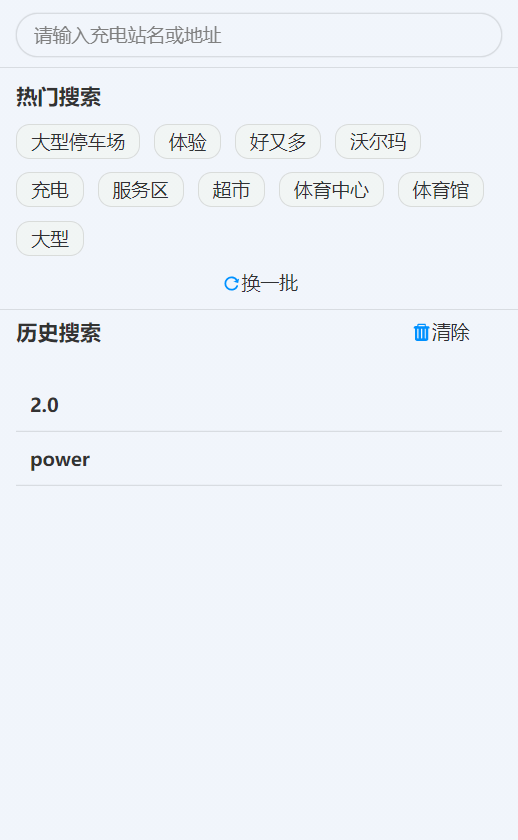 请输入充电站名或地址
热门搜索
大型停车场 体验 好又多 沃尔玛
充电 服务区 超市 体育中心 体育馆
大型
换一批
历史搜索 清除
2.0
power